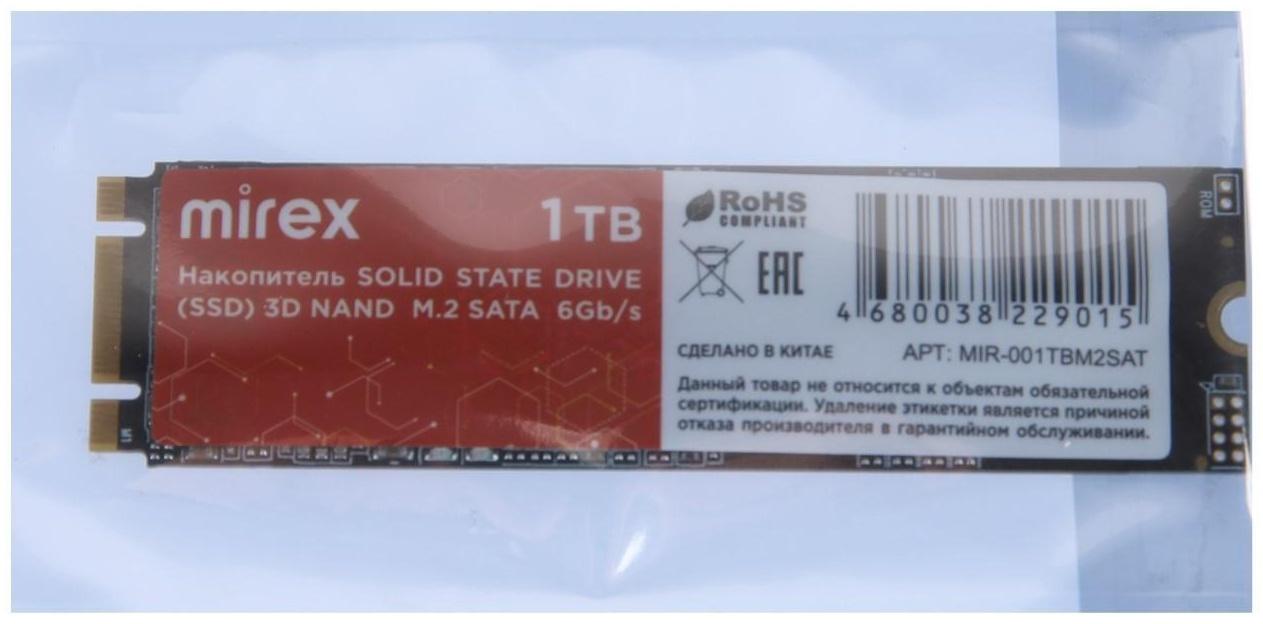 mirex 1TB
Накопитель SOLID STATE DRIVE
(SSD) 3D NAND M.2 SATA 6Gb/s
RoHS
COMPLIANT
EAC
4 680038 229015
СДЕЛАНО В КИТАЕ АРТ: MIR-001TBM2SAT
Данный товар не относится к объектам обязательной
сертификации. Удаление этикетки является причиной
отказа производителя в гарантийном обслуживании.
ROM
M1